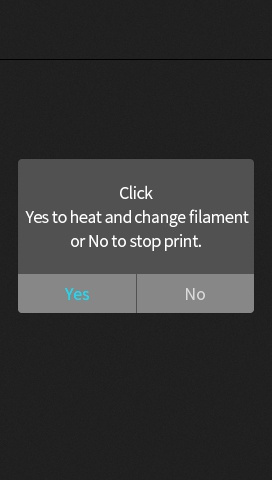 Click
Yes to heat and change filament
or No to stop print.
Yes
No